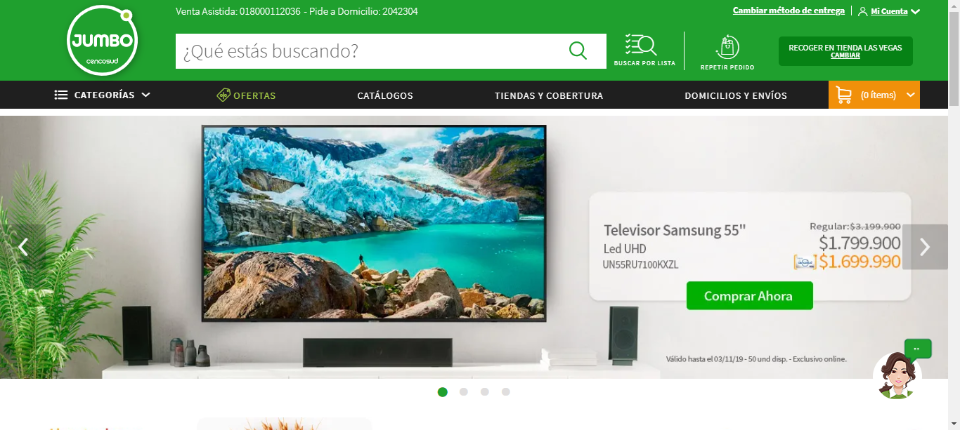 Venta Asistida: 018000112036 - Pide a Domicilio: 2042304
Cambiar método de entrega
Mi Cuenta
JUMBO
cencosud
¿Qué estás buscando?
BUSCAR POR LISTA
REPETIR PEDIDO
RECOGER EN TIENDA LAS VEGAS
CAMBIAR
CATEGORÍAS
OFERTAS
CATÁLOGOS
TIENDAS Y COBERTURA
DOMICILIOS Y ENVÍOS
(0 ítems)
Televisor Samsung 55"
Led UHD
UN55RU7100KXZL
Regular:$3.199.900
$1.799.900
$1.699.990
Comprar Ahora
Válido hasta el 03/11/19 - 50 und disp. - Exclusivo online.